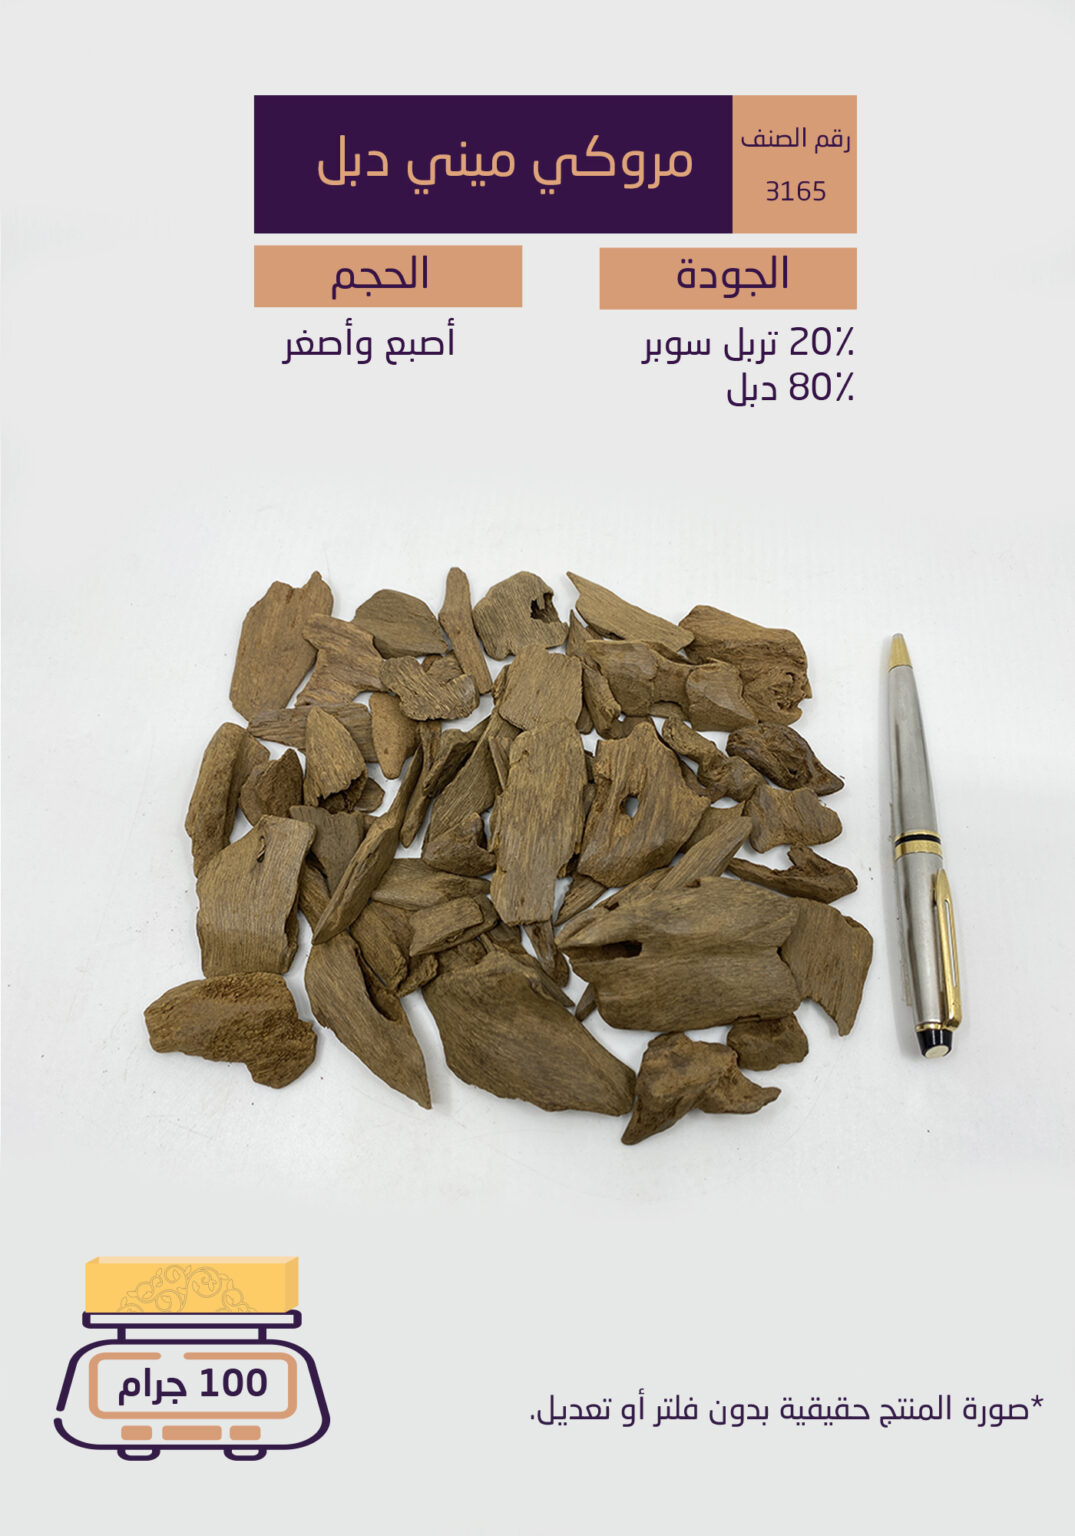 رقم الصنف
3165
مروكي ميني دبل
الجودة
20٪ تربل سوبر
80٪ دبل
الحجم
أصبع وأصغر
100 جرام
*صورة المنتج حقيقية بدون فلتر أو تعديل.